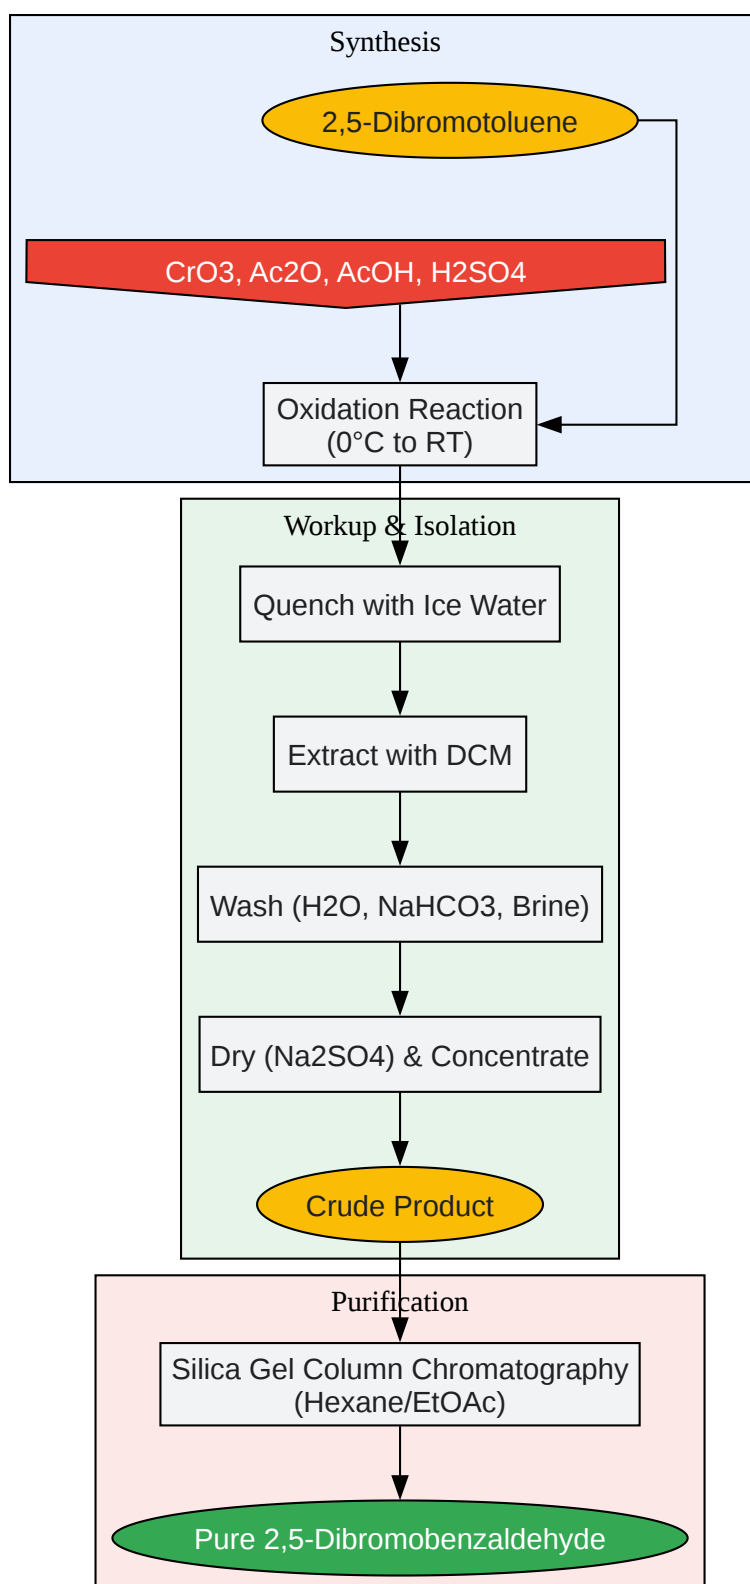 Synthesis
2,5-Dibromotoluene
CrO3, Ac2O, AcOH, H2SO4
Oxidation Reaction
(0°C to RT)
Workup & Isolation
Quench with Ice Water
Extract with DCM
Wash (H2O, NaHCO3, Brine)
Dry (Na2SO4) & Concentrate
Crude Product
Purification
Silica Gel Column Chromatography
(Hexane/EtOAc)
Pure 2,5-Dibromobenzaldehyde